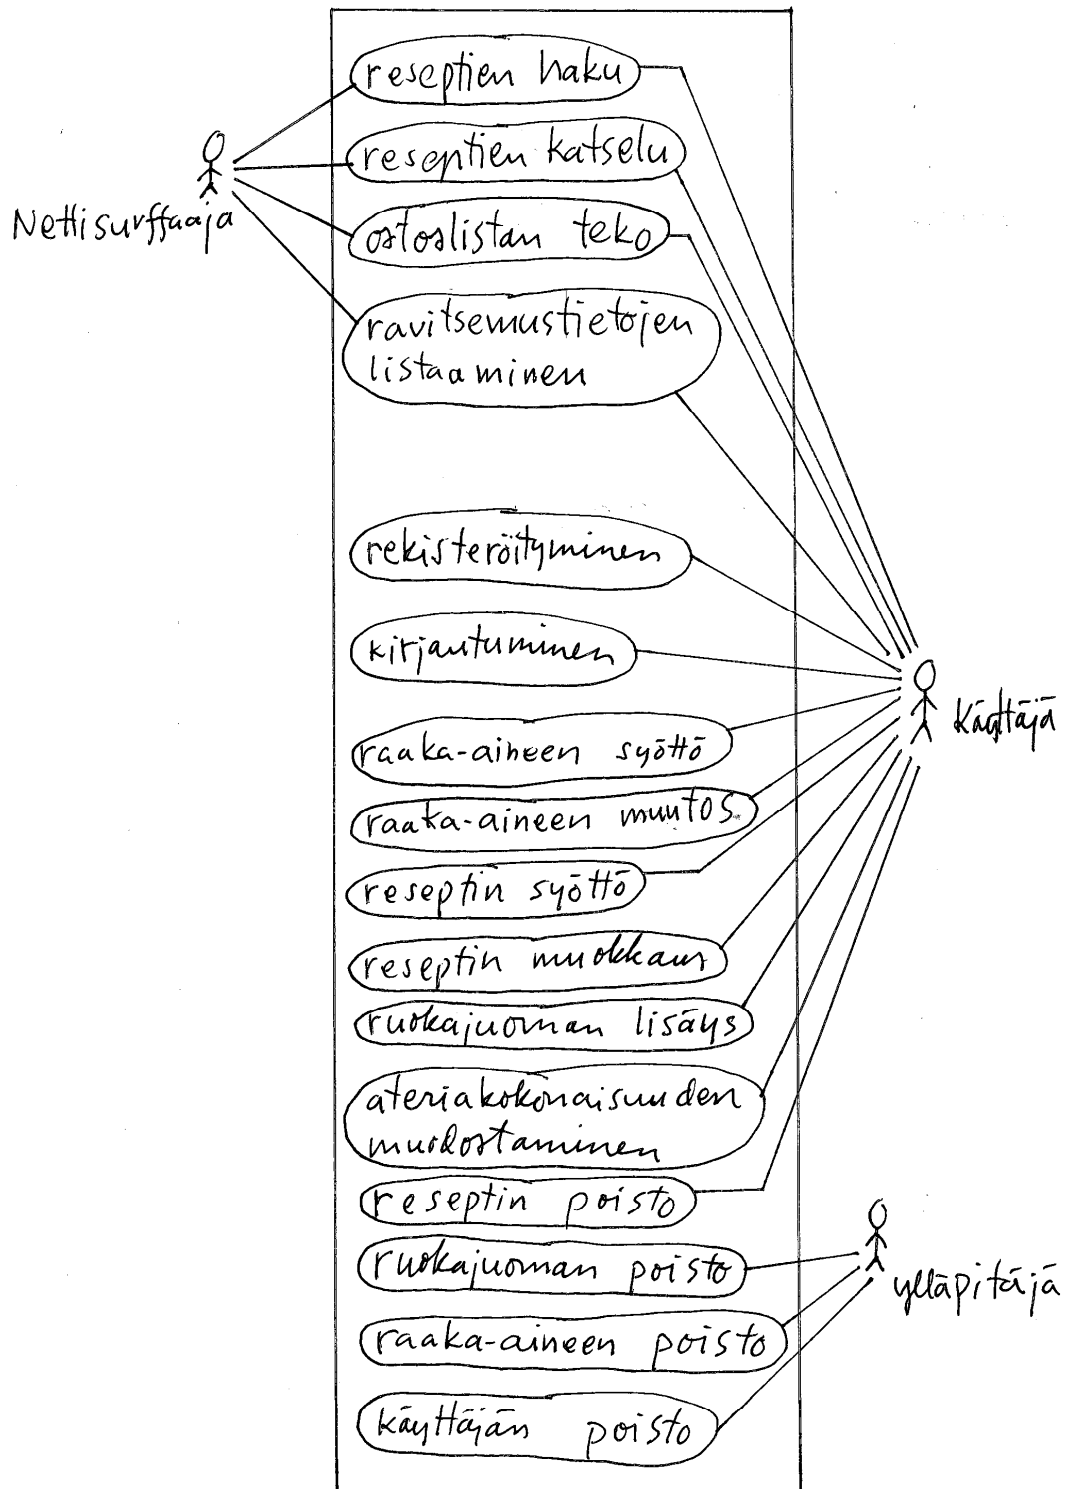 reseptien haku
reseptien katselu
Nettisurffaaja
ostoslistan teko
ravitsemustietojen
listaaminen
rekisteröityminen
kirjautuminen
Käyttäjä
raaka-aineen syöttö
raaka-aineen muutos
reseptin syöttö
reseptin muokkaus
ruokajuoman lisäys
ateriakokonaisuuden
muodostaminen
reseptin poisto
ruokajuoman poisto
ylläpitäjä
raaka-aineen poisto
käyttäjän poisto